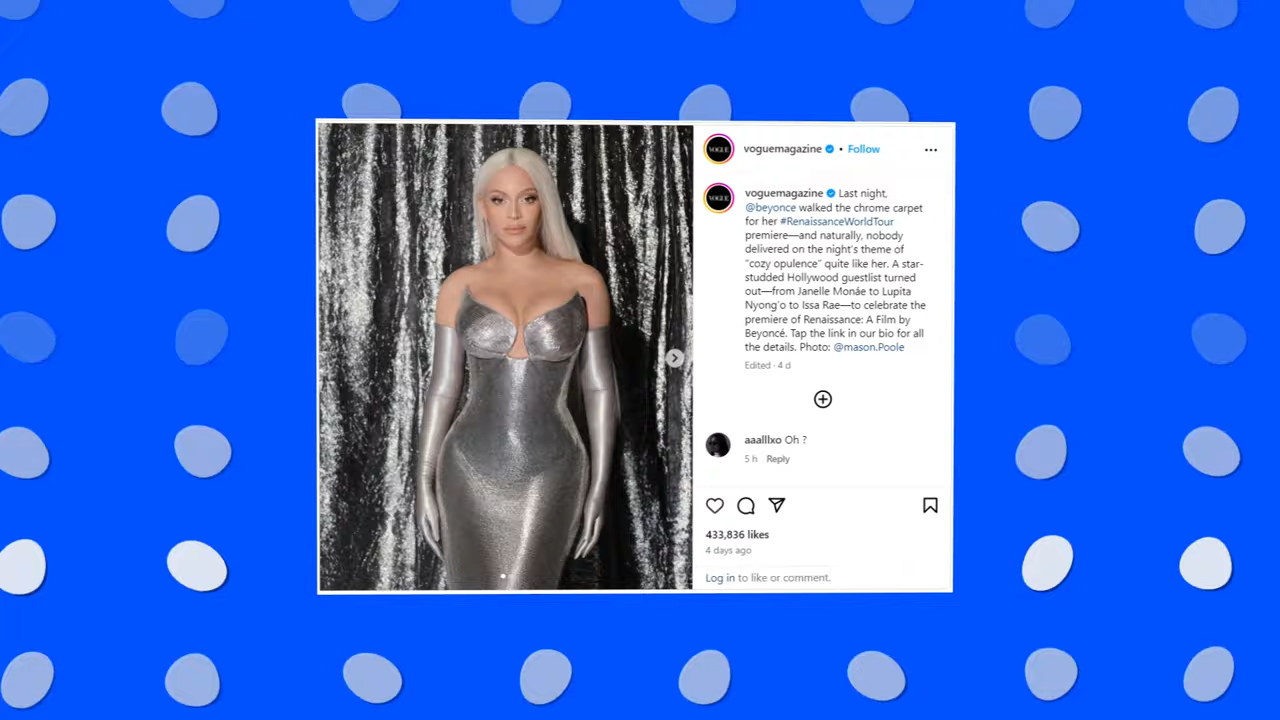 VOGUE voguemagazine • Follow
VOGUE voguemagazine Last night,
@beyonce walked the chrome carpet
for her #RenaissanceWorldTour
premiere—and naturally, nobody
delivered on the night's theme of
"cozy opulence" quite like her. A star-
studded Hollywood guestlist turned
out—from Janelle Monáe to Lupita
Nyong'o to Issa Rae—to celebrate the
premiere of Renaissance: A Film by
Beyoncé. Tap the link in our bio for all
the details. Photo: @mason.Poole
Edited · 4 d
aaalllxo Oh ?
5 h Reply
433,836 likes
4 days ago
Log in to like or comment.